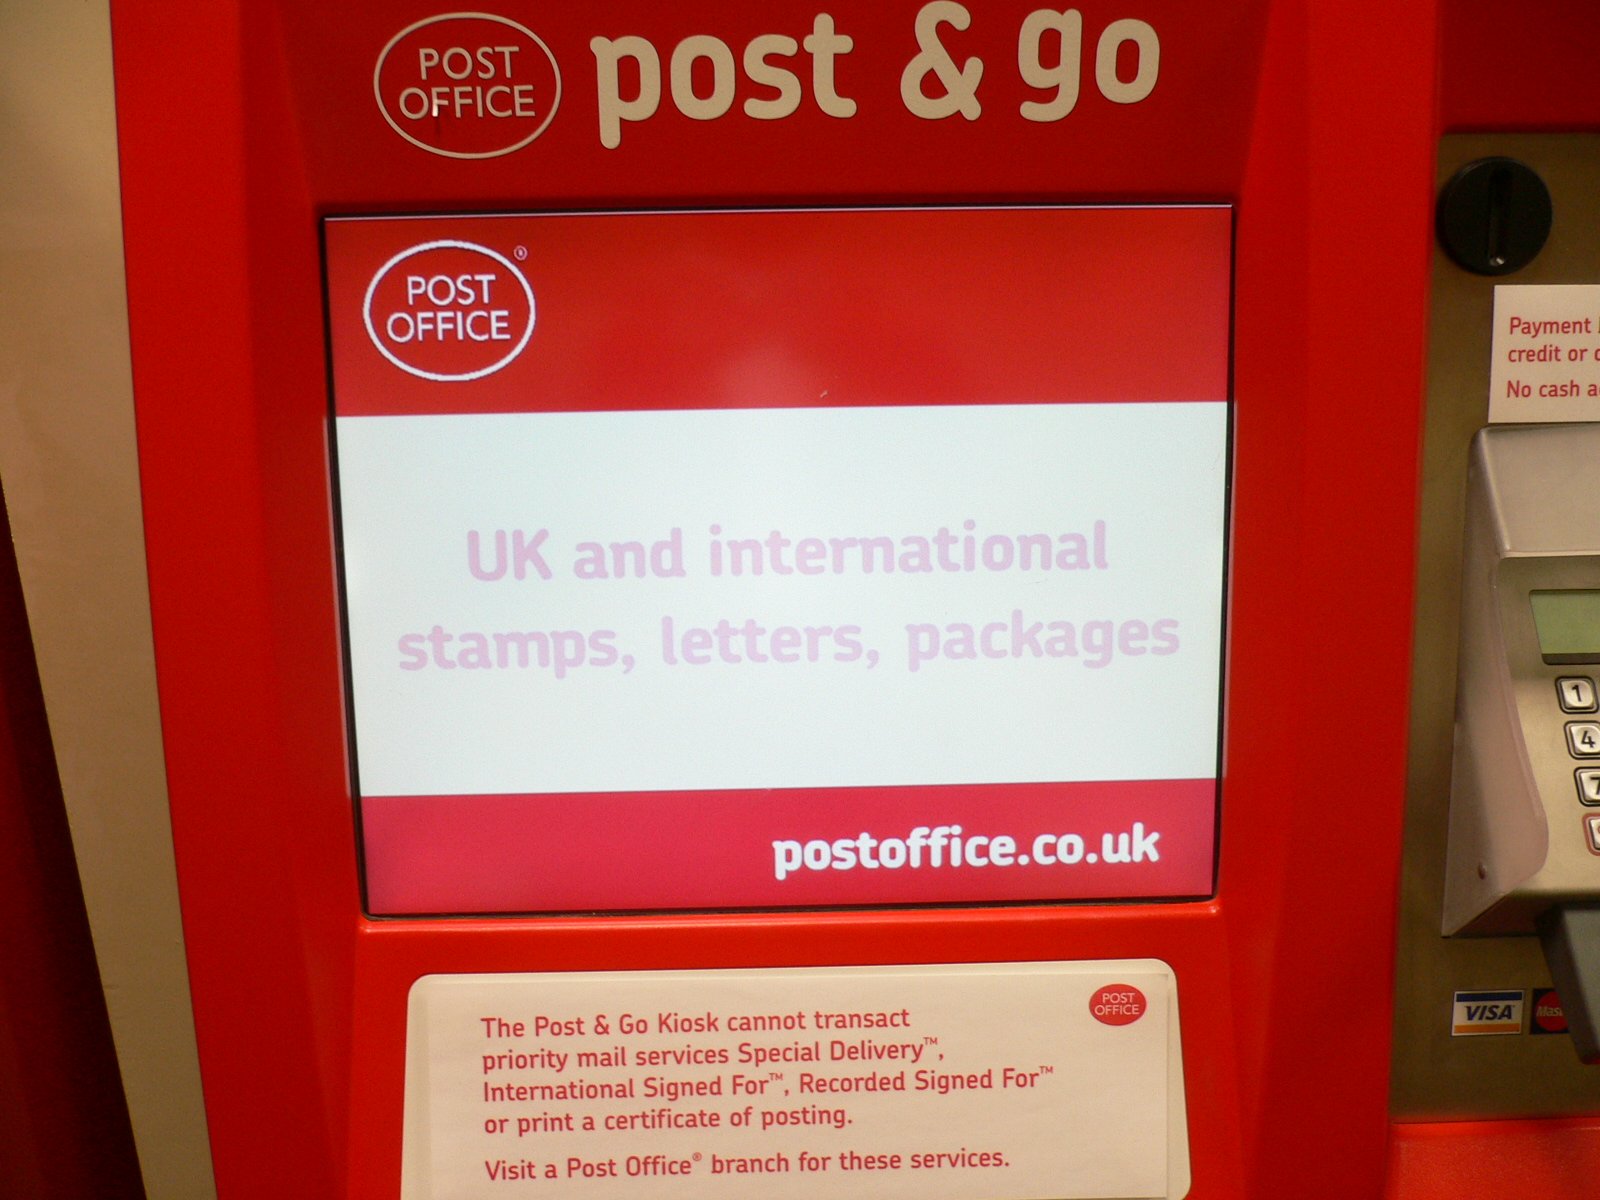 POST
OFFICE
post & go
POST
OFFICE
®
UK and international
stamps, letters, packages
postoffice.co.uk
POST
OFFICE
The Post & Go Kiosk cannot transact
priority mail services Special Delivery™,
International Signed For™, Recorded Signed For™
or print a certificate of posting.
Visit a Post Office® branch for these services.
Payment
credit or
No cash
1
4
7
VISA